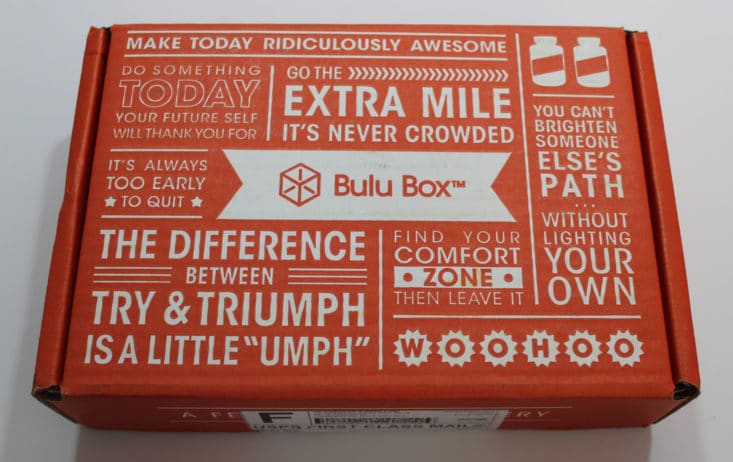 MAKE TODAY RIDICULOUSLY AWESOME
DO SOMETHING
TODAY
YOUR FUTURE SELF
WILL THANK YOU FOR
GO THE
EXTRA MILE
IT'S NEVER CROWDED
YOU CAN'T
BRIGHTEN
SOMEONE
ELSE'S
PATH
...
WITHOUT
LIGHTING
YOUR
OWN
IT'S ALWAYS
TOO EARLY
TO QUIT
Bulu Box™
THE DIFFERENCE
BETWEEN
TRY & TRIUMPH
IS A LITTLE "UMPH"
FIND YOUR
COMFORT
ZONE
THEN LEAVE IT
WOOHOO
F
USPS FIRST CLASS MAIL